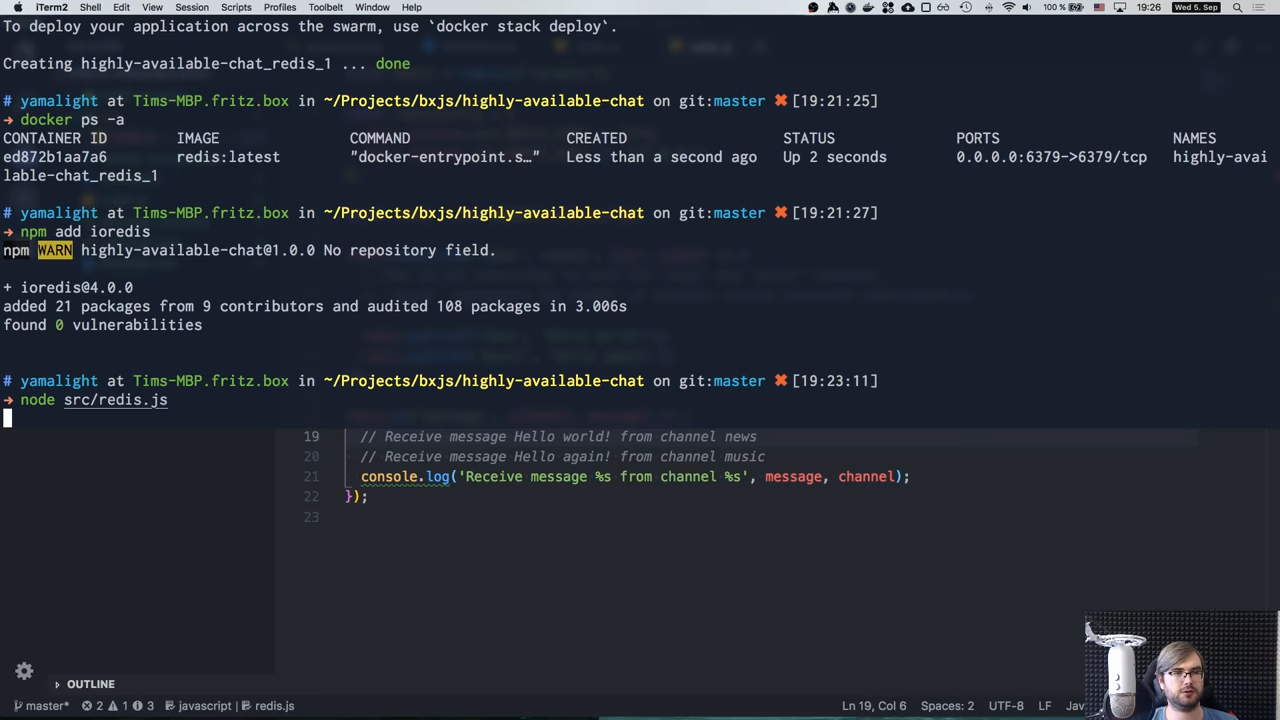 iTerm2 Shell Edit View Session Scripts Profiles Toolbelt Window Help 100 % 19:26 Wed 5. Sep
To deploy your application across the swarm, use `docker stack deploy`.
Creating highly-available-chat_redis_1 ... done
# yamalight at Tims-MBP.fritz.box in ~/Projects/bxjs/highly-available-chat on git:master ✖ [19:21:25]
→ docker ps -a
CONTAINER ID IMAGE COMMAND CREATED STATUS PORTS NAMES
ed872b1aa7a6 redis:latest "docker-entrypoint.s…" Less than a second ago Up 2 seconds 0.0.0.0:6379->6379/tcp highly-avai
lable-chat_redis_1
# yamalight at Tims-MBP.fritz.box in ~/Projects/bxjs/highly-available-chat on git:master ✖ [19:21:27]
→ npm add ioredis
npm WARN highly-available-chat@1.0.0 No repository field.
+ ioredis@4.0.0
added 21 packages from 9 contributors and audited 108 packages in 3.006s
found 0 vulnerabilities
# yamalight at Tims-MBP.fritz.box in ~/Projects/bxjs/highly-available-chat on git:master ✖ [19:23:11]
→ node src/redis.js
19 // Receive message Hello world! from channel news
20 // Receive message Hello again! from channel music
21 console.log('Receive message %s from channel %s', message, channel);
22 });
23
OUTLINE
master* 2 1 3 javascript | redis.js Ln 19, Col 6 Spaces: 2 UTF-8 LF